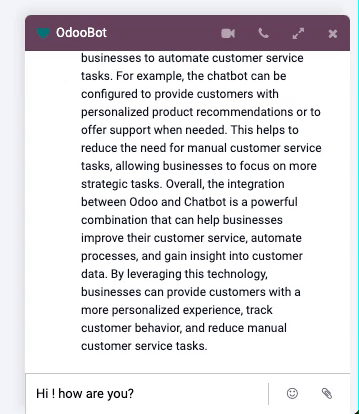 OdooBot
businesses to automate customer service
tasks. For example, the chatbot can be
configured to provide customers with
personalized product recommendations or to
offer support when needed. This helps to
reduce the need for manual customer service
tasks, allowing businesses to focus on more
strategic tasks. Overall, the integration
between Odoo and Chatbot is a powerful
combination that can help businesses
improve their customer service, automate
processes, and gain insight into customer
data. By leveraging this technology,
businesses can provide customers with a
more personalized experience, track
customer behavior, and reduce manual
customer service tasks.
Hi ! how are you?